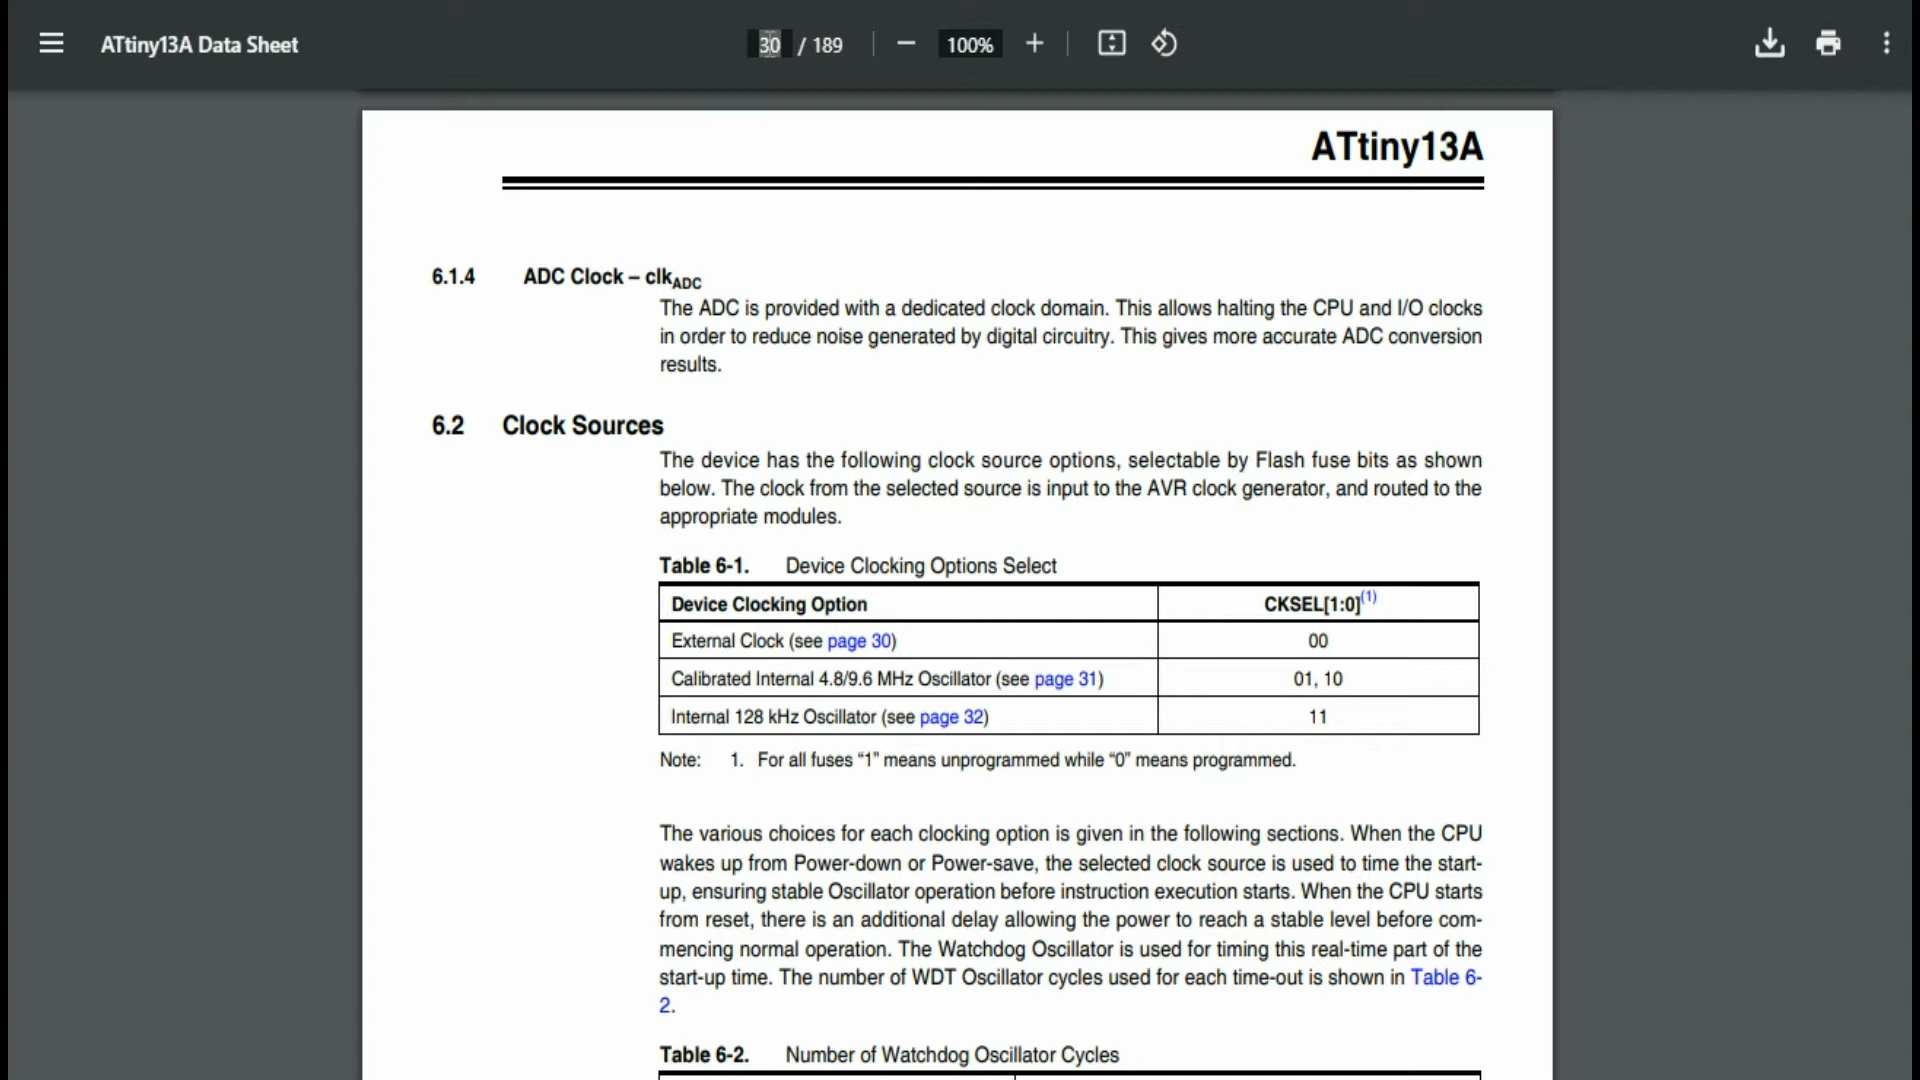 ATtiny13A Data Sheet
30 / 189
100%
ATtiny13A
6.1.4 ADC Clock – clkADC
The ADC is provided with a dedicated clock domain. This allows halting the CPU and I/O clocks
in order to reduce noise generated by digital circuitry. This gives more accurate ADC conversion
results.
6.2 Clock Sources
The device has the following clock source options, selectable by Flash fuse bits as shown
below. The clock from the selected source is input to the AVR clock generator, and routed to the
appropriate modules.
Table 6-1. Device Clocking Options Select
Device Clocking Option CKSEL[1:0](1)
External Clock (see page 30) 00
Calibrated Internal 4.8/9.6 MHz Oscillator (see page 31) 01, 10
Internal 128 kHz Oscillator (see page 32) 11
Note: 1. For all fuses “1” means unprogrammed while “0” means programmed.
The various choices for each clocking option is given in the following sections. When the CPU
wakes up from Power-down or Power-save, the selected clock source is used to time the start-
up, ensuring stable Oscillator operation before instruction execution starts. When the CPU starts
from reset, there is an additional delay allowing the power to reach a stable level before com-
mencing normal operation. The Watchdog Oscillator is used for timing this real-time part of the
start-up time. The number of WDT Oscillator cycles used for each time-out is shown in Table 6-
2.
Table 6-2. Number of Watchdog Oscillator Cycles